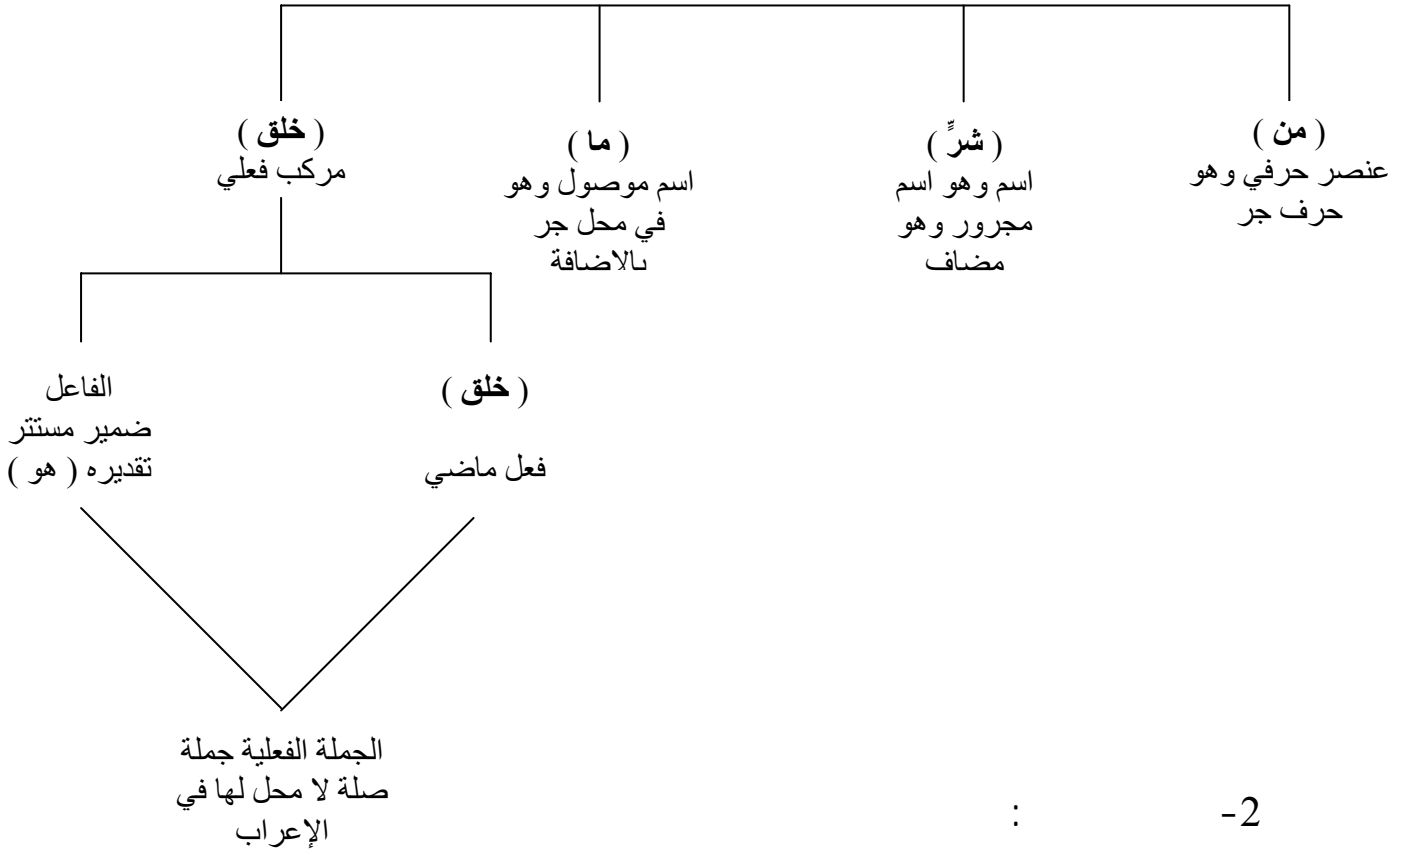 ( من )
عنصر حرفي وهو
حرف جر
( شرٍّ )
اسم وهو اسم
مجرور وهو
مضاف
( ما )
اسم موصول وهو
في محل جر
بالاضافة
( خلق )
مركب فعلي
( خلق )
فعل ماضي
الفاعل
ضمير مستتر
تقديره ( هو )
الجملة الفعلية جملة
صلة لا محل لها في
الإعراب
2- :